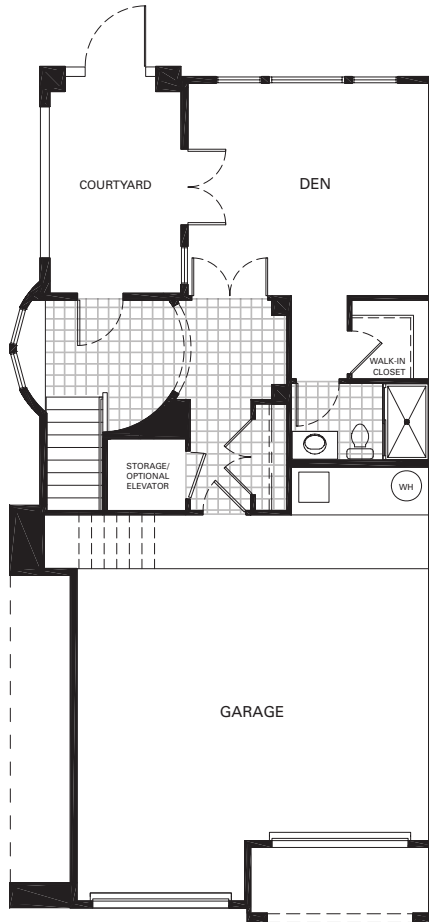 COURTYARD
DEN
WALK-IN
CLOSET
STORAGE/
OPTIONAL
ELEVATOR
WH
GARAGE